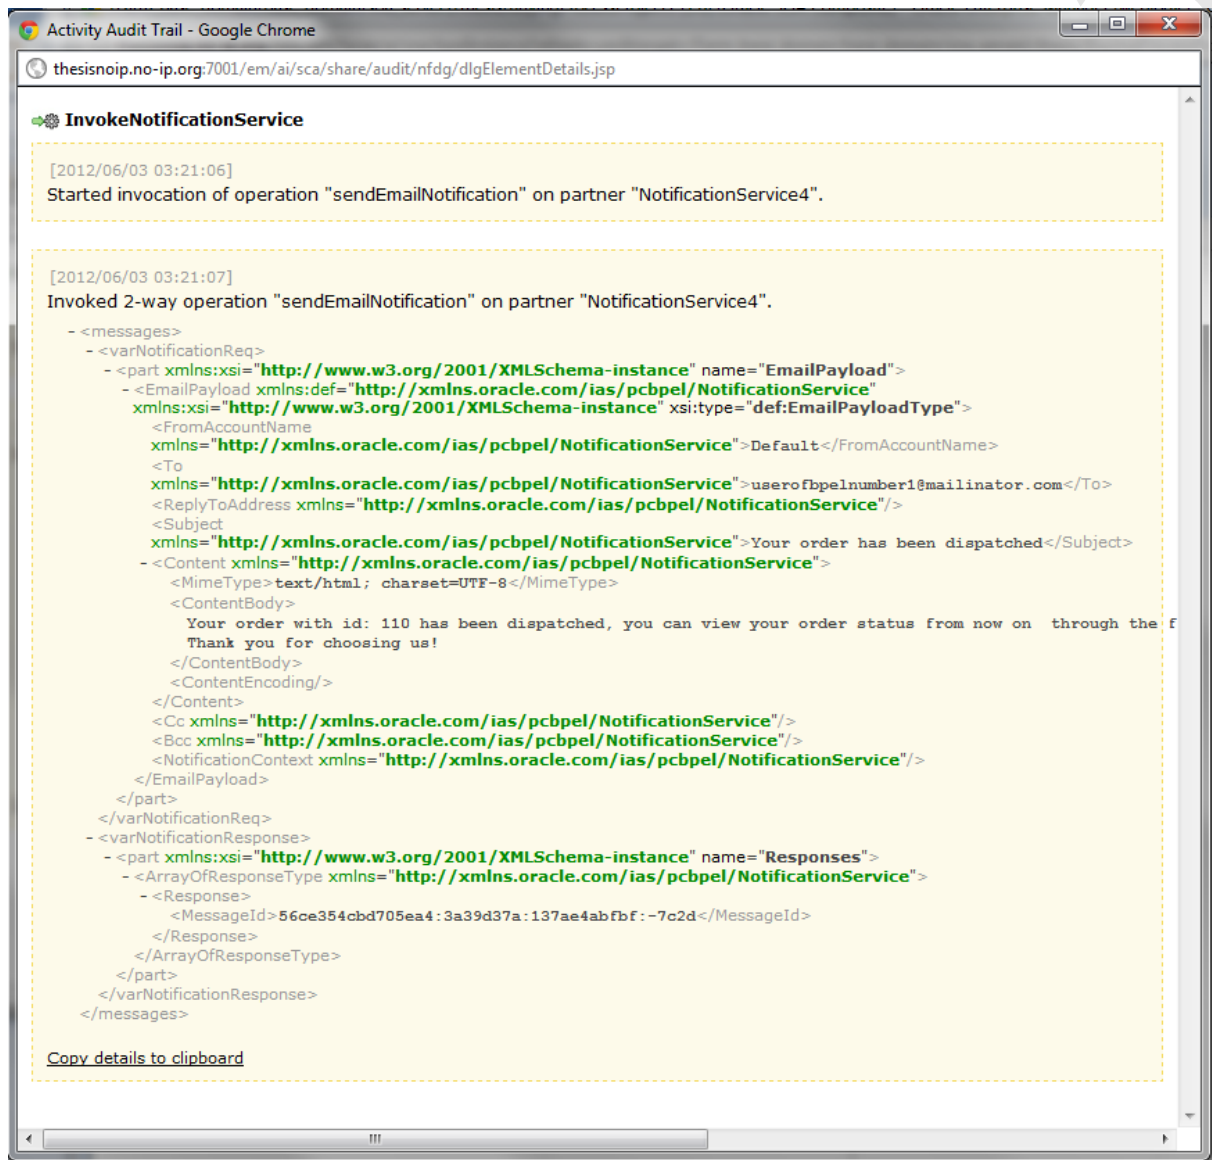 Activity Audit Trail - Google Chrome
thesisnoip.no-ip.org:7001/em/ai/sca/share/audit/nfdg/dlgElementDetails.jsp
InvokeNotificationService
[2012/06/03 03:21:06]
Started invocation of operation "sendEmailNotification" on partner "NotificationService4".
[2012/06/03 03:21:07]
Invoked 2-way operation "sendEmailNotification" on partner "NotificationService4".
- <messages>
- <varNotificationReq>
- <part xmlns:xsi="http://www.w3.org/2001/XMLSchema-instance" name="EmailPayload">
- <EmailPayload xmlns:def="http://xmlns.oracle.com/ias/pcbpel/NotificationService"
xmlns:xsi="http://www.w3.org/2001/XMLSchema-instance" xsi:type="def:EmailPayloadType">
<FromAccountName
xmlns="http://xmlns.oracle.com/ias/pcbpel/NotificationService">Default</FromAccountName>
<To
xmlns="http://xmlns.oracle.com/ias/pcbpel/NotificationService">userofbpelnumber1@mailinator.com</To>
<ReplyToAddress xmlns="http://xmlns.oracle.com/ias/pcbpel/NotificationService"/>
<Subject
xmlns="http://xmlns.oracle.com/ias/pcbpel/NotificationService">Your order has been dispatched</Subject>
- <Content xmlns="http://xmlns.oracle.com/ias/pcbpel/NotificationService">
<MimeType>text/html; charset=UTF-8</MimeType>
<ContentBody>
Your order with id: 110 has been dispatched, you can view your order status from now on through the f
Thank you for choosing us!
</ContentBody>
<ContentEncoding/>
</Content>
<Cc xmlns="http://xmlns.oracle.com/ias/pcbpel/NotificationService"/>
<Bcc xmlns="http://xmlns.oracle.com/ias/pcbpel/NotificationService"/>
<NotificationContext xmlns="http://xmlns.oracle.com/ias/pcbpel/NotificationService"/>
</EmailPayload>
</part>
</varNotificationReq>
- <varNotificationResponse>
- <part xmlns:xsi="http://www.w3.org/2001/XMLSchema-instance" name="Responses">
- <ArrayOfResponseType xmlns="http://xmlns.oracle.com/ias/pcbpel/NotificationService">
- <Response>
<MessageId>56ce354cbd705ea4:3a39d37a:137ae4abfbf:-7c2d</MessageId>
</Response>
</ArrayOfResponseType>
</part>
</varNotificationResponse>
</messages>
Copy details to clipboard